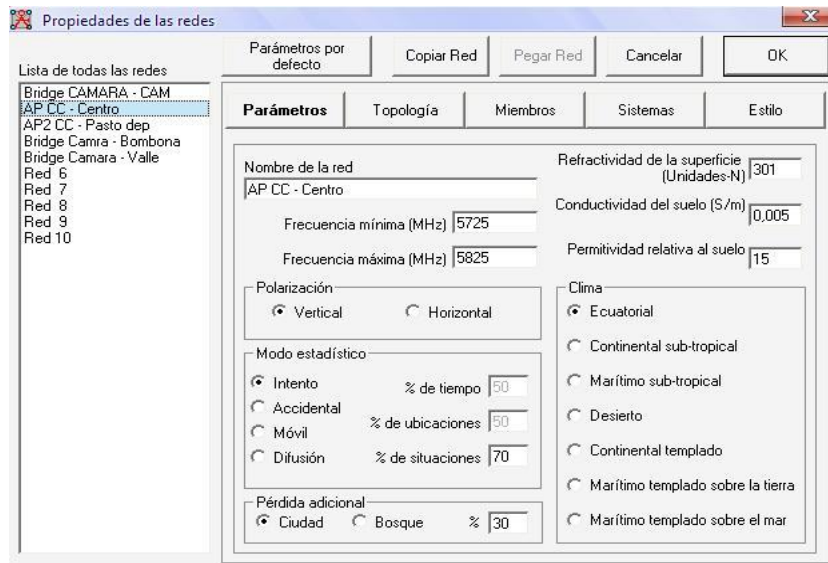 Propiedades de las redes
Parámetros por defecto
Copiar Red
Pegar Red
Cancelar
OK
Lista de todas las redes
Bridge CAMARA - CAM
AP CC - Centro
AP2 CC - Pasto dep
Bridge Camra - Bombona
Bridge Camara - Valle
Red 6
Red 7
Red 8
Red 9
Red 10
Parámetros
Topología
Miembros
Sistemas
Estilo
Nombre de la red
AP CC - Centro
Frecuencia mínima (MHz) 5725
Frecuencia máxima (MHz) 5825
Refractividad de la superficie (Unidades-N) 301
Conductividad del suelo (S/m) 0,005
Permitividad relativa al suelo 15
Polarización
Vertical
Horizontal
Modo estadístico
Intento
Accidental
Móvil
Difusión
% de tiempo 50
% de ubicaciones 50
% de situaciones 70
Pérdida adicional
Ciudad
Bosque
% 30
Clima
Ecuatorial
Continental sub-tropical
Marítimo sub-tropical
Desierto
Continental templado
Marítimo templado sobre la tierra
Marítimo templado sobre el mar